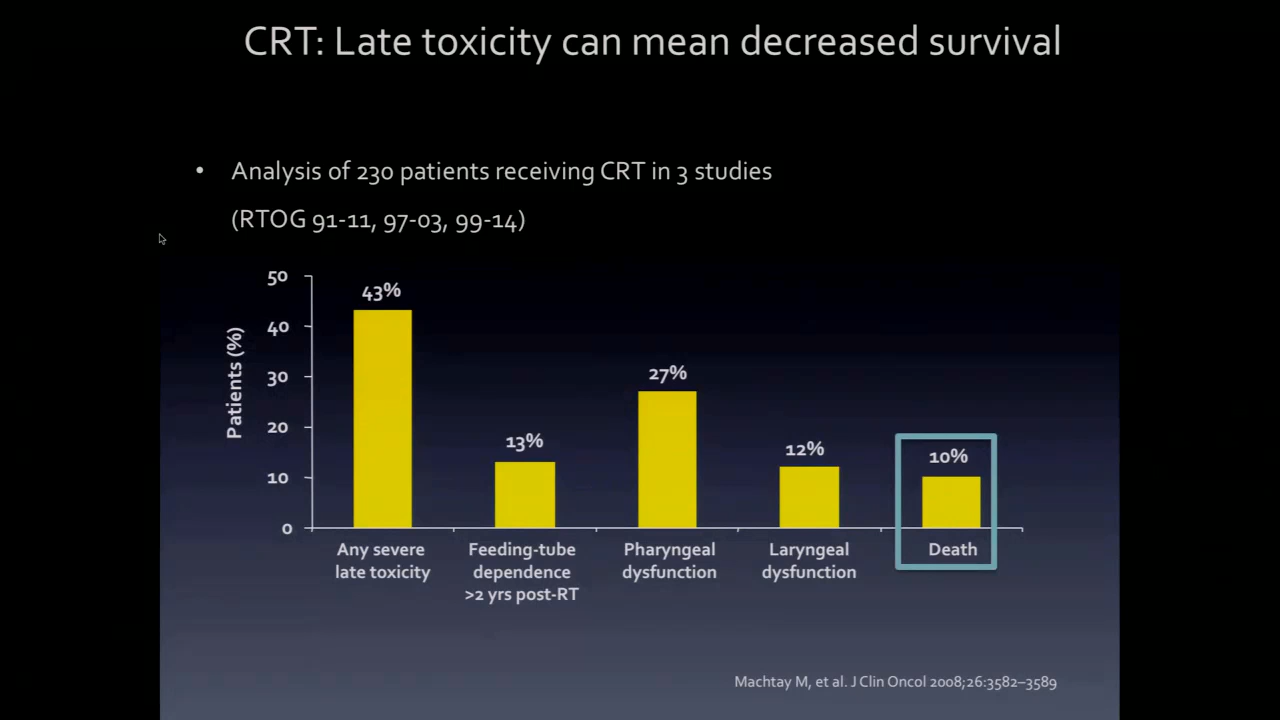 CRT: Late toxicity can mean decreased survival
• Analysis of 230 patients receiving CRT in 3 studies
(RTOG 91-11, 97-03, 99-14)
Patients (%)
50
40
30
20
10
0
43%
13%
27%
12%
10%
Any severe
late toxicity
Feeding-tube
dependence
>2 yrs post-RT
Pharyngeal
dysfunction
Laryngeal
dysfunction
Death
Machtay M, et al. J Clin Oncol 2008;26:3582–3589